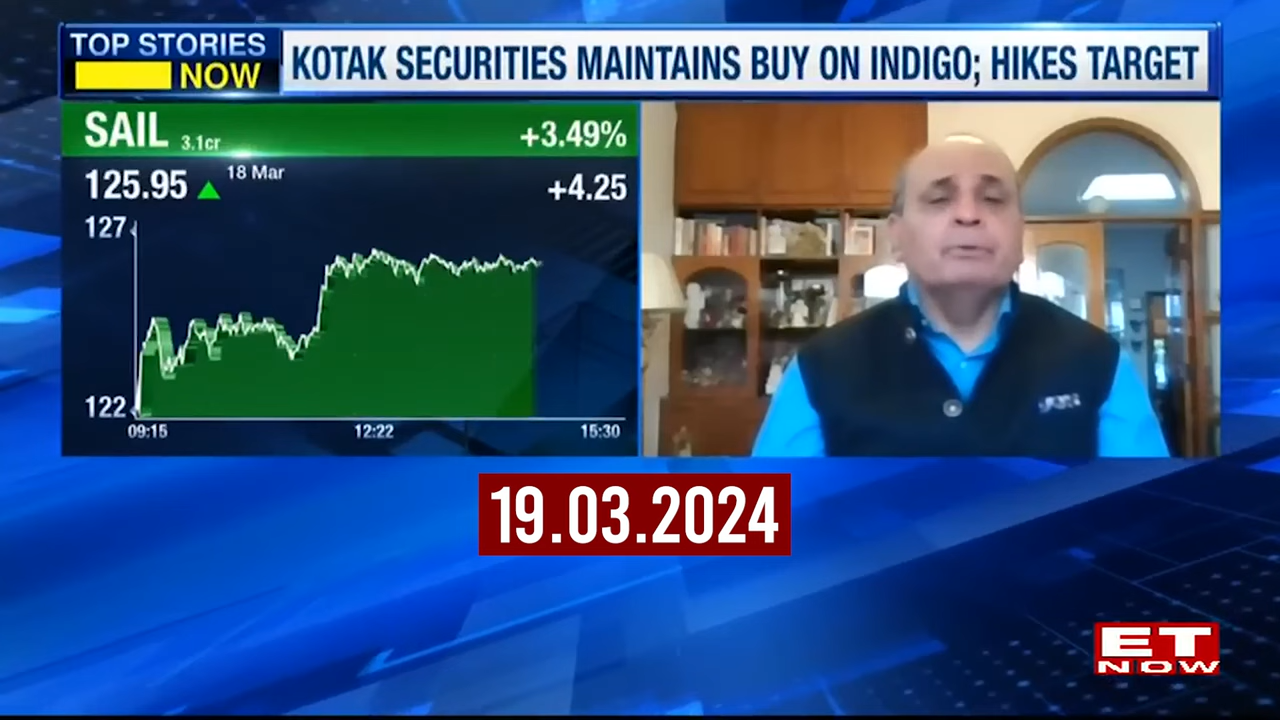 TOP STORIES
NOW
KOTAK SECURITIES MAINTAINS BUY ON INDIGO; HIKES TARGET
SAIL 3.1cr +3.49%
125.95 18 Mar +4.25
127
122
09:15 12:22 15:30
19.03.2024
ET
NOW